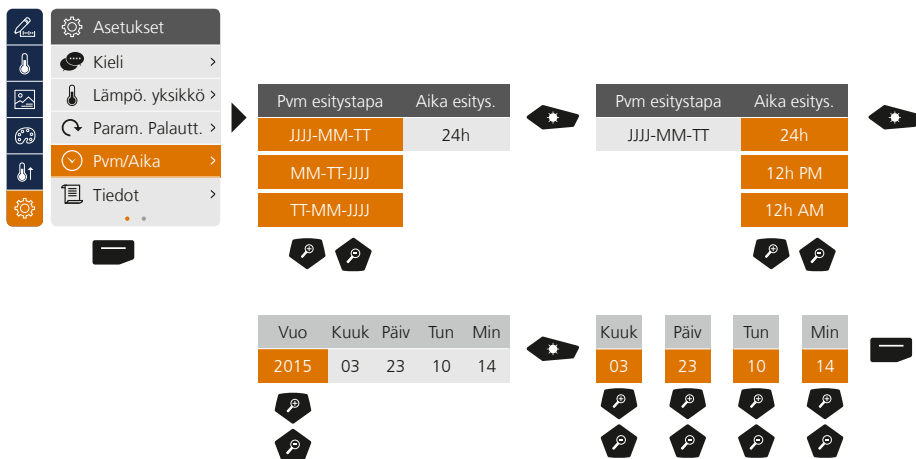 Asetukset
Kieli
Lämpö. yksikkö
Param. Palautt.
Pvm/Aika
Tiedot
Pvm esitystapa Aika esitys.
JJJJ-MM-TT 24h
MM-TT-JJJJ
TT-MM-JJJJ
Pvm esitystapa Aika esitys.
JJJJ-MM-TT 24h
12h PM
12h AM
Vuo Kuuk Päiv Tun Min
2015 03 23 10 14
Kuuk Päiv Tun Min
03 23 10 14